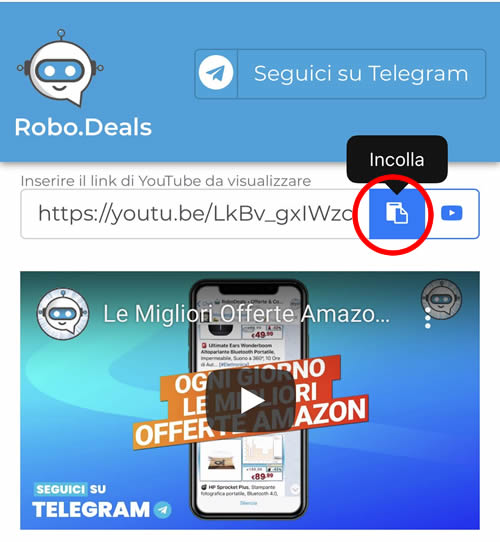 Seguici su Telegram
Robo.Deals
Incolla
Inserire il link di YouTube da visualizzare
https://youtu.be/LkBv_gxIWzc
Le Migliori Offerte Amazo...
RoboDeals - Offerte & Co
€49,99
Ultimate Ears Wonderboom
Altoparlante Bluetooth Portatile,
Impermeabile, Suono a 360°, 10 Ore
di Aut
OGNI GIORNO
LE MIGLIORI
OFFERTE AMAZON
€89,99
HP Sprocket Plus, Stampante
fotografica portatile, Bluetooth 4.0,
Silencia
SEGUICI SU
TELEGRAM